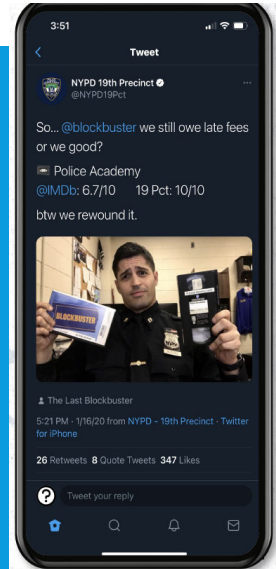 3:51
Tweet
NYPD 19th Precinct
@NYPD19Pct
So... @blockbuster we still owe late fees
or we good?
📼 Police Academy
@IMDb: 6.7/10 19 Pct: 10/10
btw we rewound it.
BLOCKBUSTER
The Last Blockbuster
5:21 PM · 1/16/20 from NYPD - 19th Precinct · Twitter
for iPhone
26 Retweets 8 Quote Tweets 347 Likes
Tweet your reply